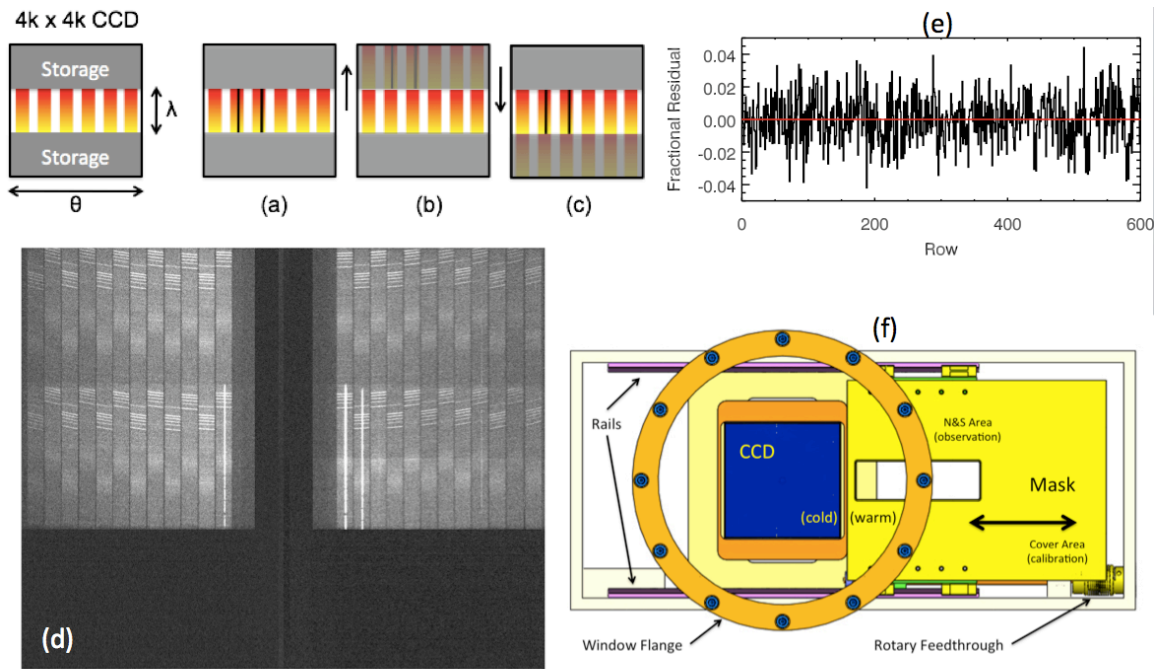 4k x 4k CCD
Storage
λ
Storage
θ
(a)
(b)
(c)
(d)
(e)
Fractional Residual
0.04
0.02
0.00
-0.02
-0.04
0
200
400
600
Row
(f)
Rails
CCD
(cold)
(warm)
N&S Area
(observation)
Mask
Cover Area
(calibration)
Window Flange
Rotary Feedthrough